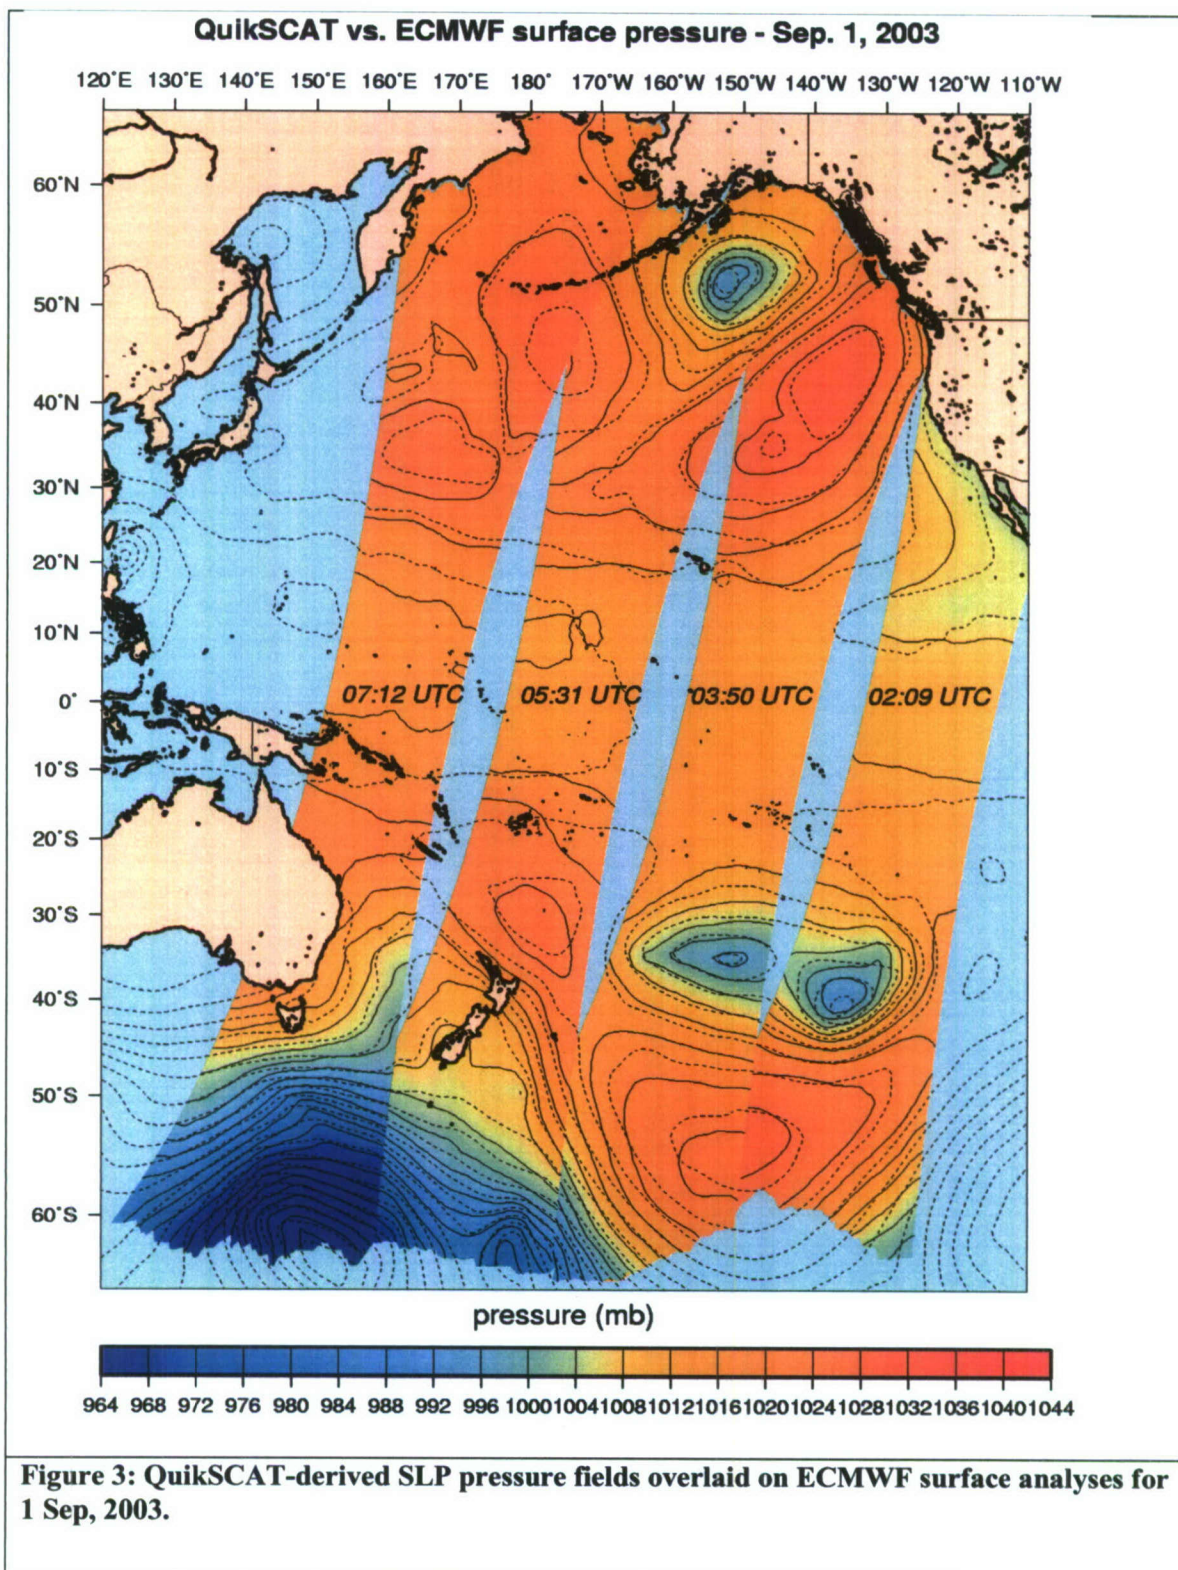 QuikSCAT vs. ECMWF surface pressure - Sep. 1, 2003
120°E 130°E 140°E 150°E 160°E 170°E 180° 170°W 160°W 150°W 140°W 130°W 120°W 110°W
60°N
50°N
40°N
30°N
20°N
10°N
0°
07:12 UTC 05:31 UTC 03:50 UTC 02:09 UTC
10°S
20°S
30°S
40°S
50°S
60°S
pressure (mb)
964 968 972 976 980 984 988 992 996 1000 1004 1008 1012 1016 1020 1024 1028 1032 1036 1040 1044
Figure 3: QuikSCAT-derived SLP pressure fields overlaid on ECMWF surface analyses for
1 Sep, 2003.